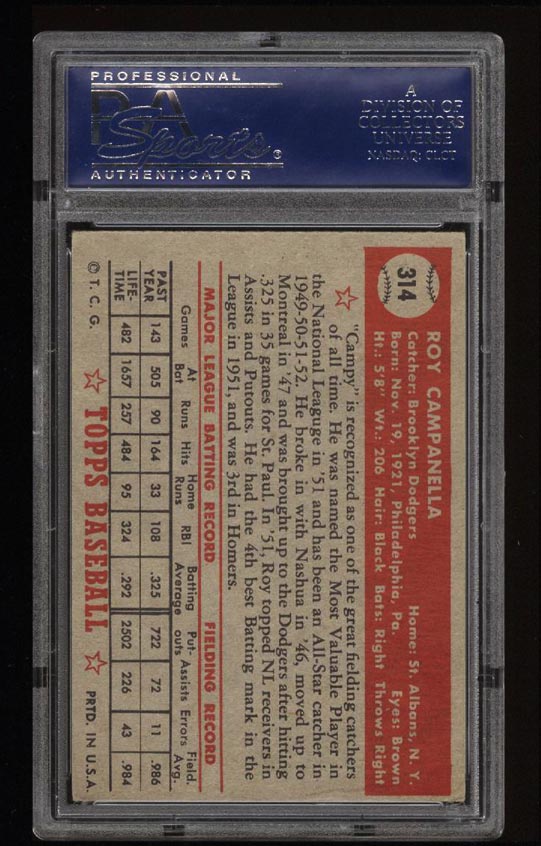 PROFESSIONAL
PSA
Sports
AUTHENTICATOR
A
DIVISION OF
COLLECTORS
UNIVERSE
NASDAQ: CLCT
314
ROY CAMPANELLA
Catcher: Brooklyn Dodgers Home: St. Albans, N. Y.
Born: Nov. 19, 1921, Philadelphia, Pa. Eyes: Brown
Ht.: 5'8" Wt.: 206 Hair: Black Bats: Right Throws Right
"Campy" is recognized as one of the great fielding catchers
of all time. He was named the Most Valuable Player in
the National League in '51 and has been an All-Star catcher in
1949-50-51-52. He broke in with Nashua in '46, moved up to
Montreal in '47 and was brought up to the Dodgers after hitting
.325 in 35 games for St. Paul. In '51, Roy topped NL receivers in
Assists and Putouts. He had the 4th best Batting mark in the
League in 1951, and was 3rd in Homers.
MAJOR LEAGUE BATTING RECORD FIELDING RECORD
Games At Bat Runs Hits Home Runs RBI Batting Average Put-outs Assists Errors Field. Avg.
PAST YEAR 143 505 90 164 33 108 .325 722 72 11 .986
LIFE-TIME 482 1657 257 484 95 324 .292 2502 226 43 .984
© T. C. G. TOPPS BASEBALL PRTD. IN U.S.A.